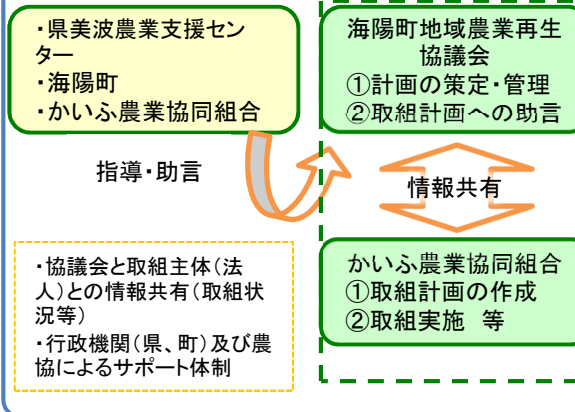 ・県美波農業支援セン
ター
・海陽町
・かいふ農業協同組合
指導・助言
・協議会と取組主体(法
人)との情報共有(取組状
況等)
・行政機関(県、町)及び農
協によるサポート体制
海陽町地域農業再生
協議会
①計画の策定・管理
②取組計画への助言
情報共有
かいふ農業協同組合
①取組計画の作成
②取組実施 等